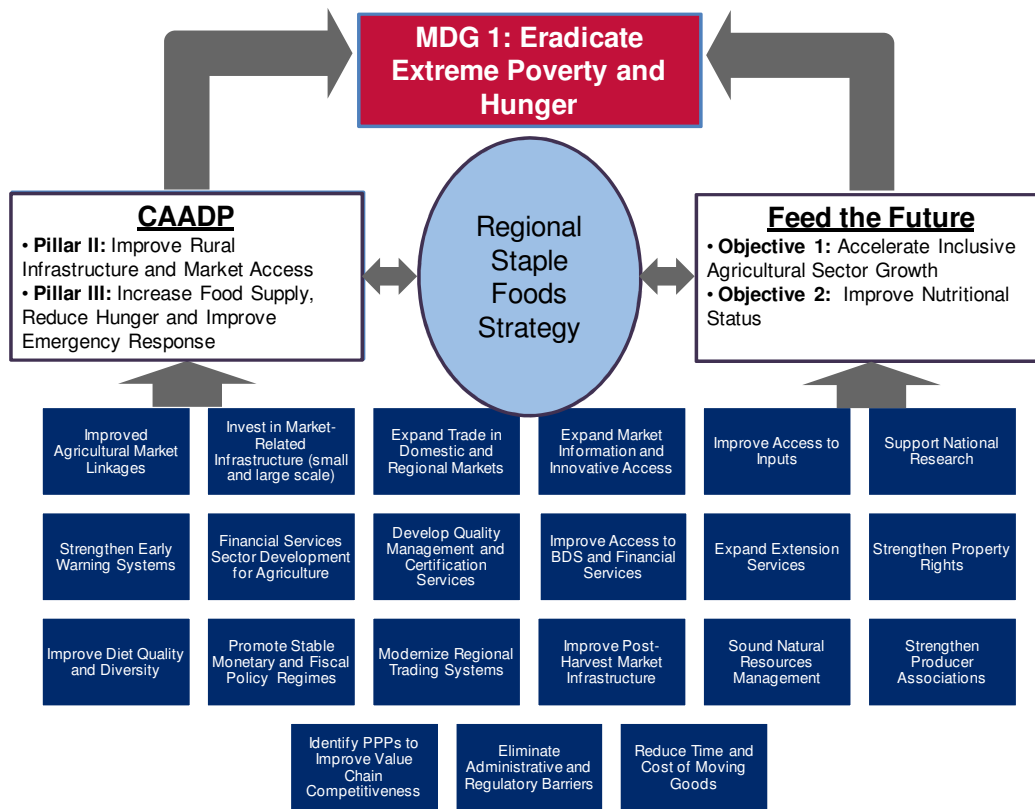 MDG 1: Eradicate
Extreme Poverty and
Hunger
CAADP
• Pillar II: Improve Rural
Infrastructure and Market Access
• Pillar III: Increase Food Supply,
Reduce Hunger and Improve
Emergency Response
Regional
Staple
Foods
Strategy
Feed the Future
• Objective 1: Accelerate Inclusive
Agricultural Sector Growth
• Objective 2: Improve Nutritional
Status
Improved
Agricultural Market
Linkages
Invest in Market-
Related
Infrastructure (small
and large scale)
Expand Trade in
Domestic and
Regional Markets
Expand Market
Information and
Innovative Access
Improve Access to
Inputs
Support National
Research
Strengthen Early
Warning Systems
Financial Services
Sector Development
for Agriculture
Develop Quality
Management and
Certification
Services
Improve Access to
BDS and Financial
Services
Expand Extension
Services
Strengthen Property
Rights
Improve Diet Quality
and Diversity
Promote Stable
Monetary and Fiscal
Policy Regimes
Modernize Regional
Trading Systems
Improve Post-
Harvest Market
Infrastructure
Sound Natural
Resources
Management
Strengthen
Producer
Associations
Identify PPPs to
Improve Value
Chain
Competitiveness
Eliminate
Administrative and
Regulatory Barriers
Reduce Time and
Cost of Moving
Goods